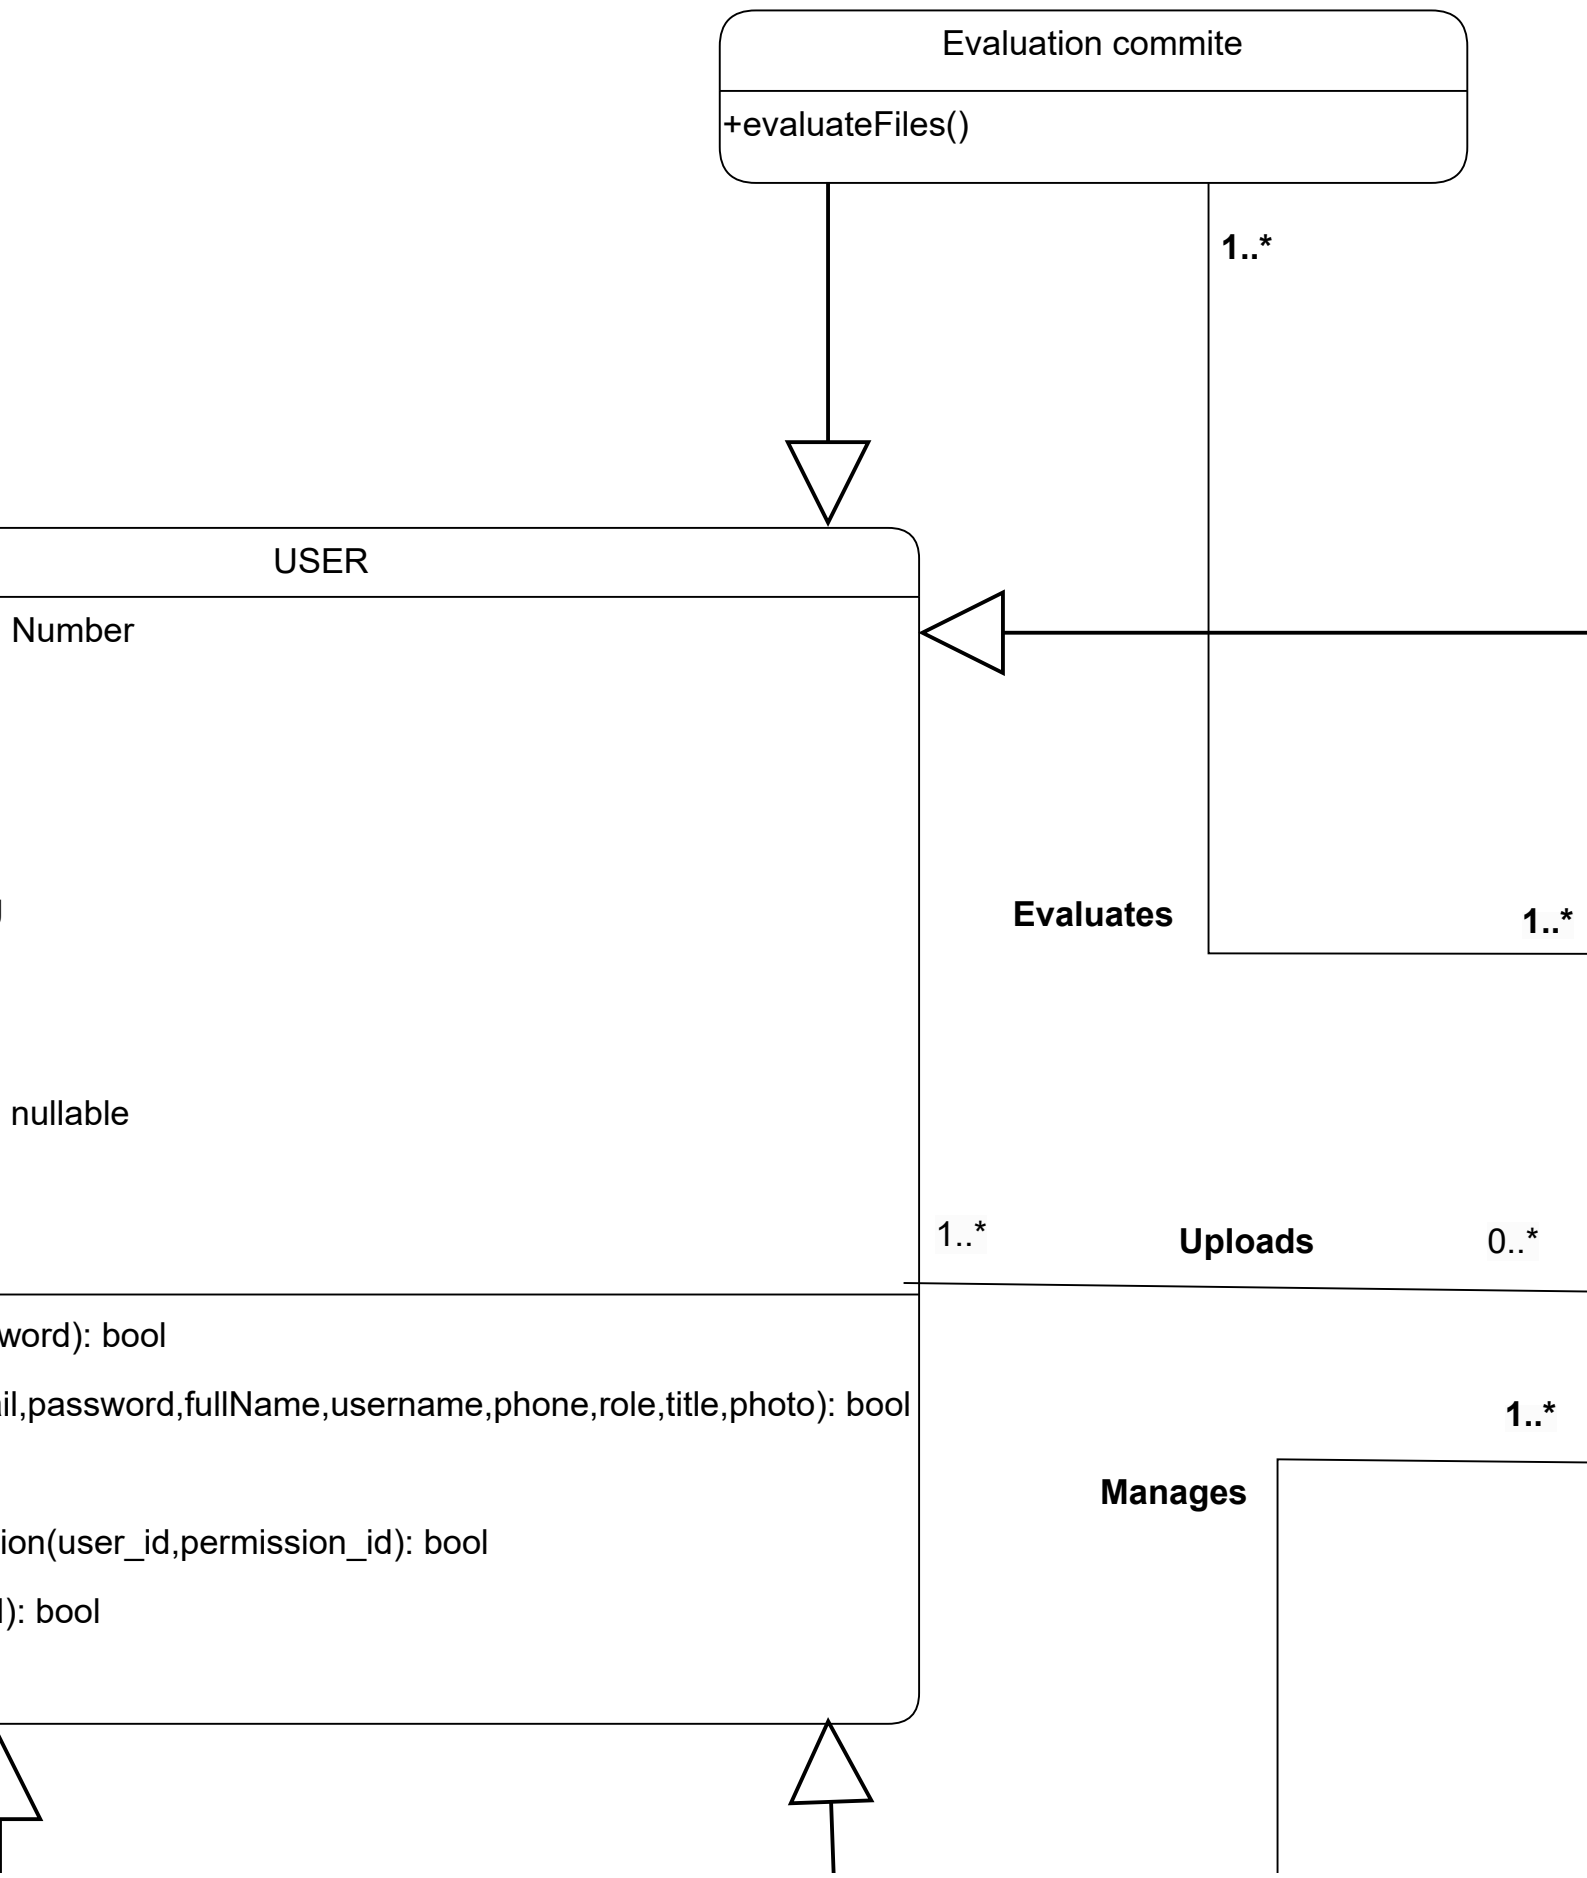 Evaluation commite
+evaluateFiles()
1..*
USER
Number
Evaluates
1..*
nullable
1..*
Uploads
0..*
word): bool
il,password,fullName,username,phone,role,title,photo): bool
1..*
Manages
ion(user_id,permission_id): bool
): bool